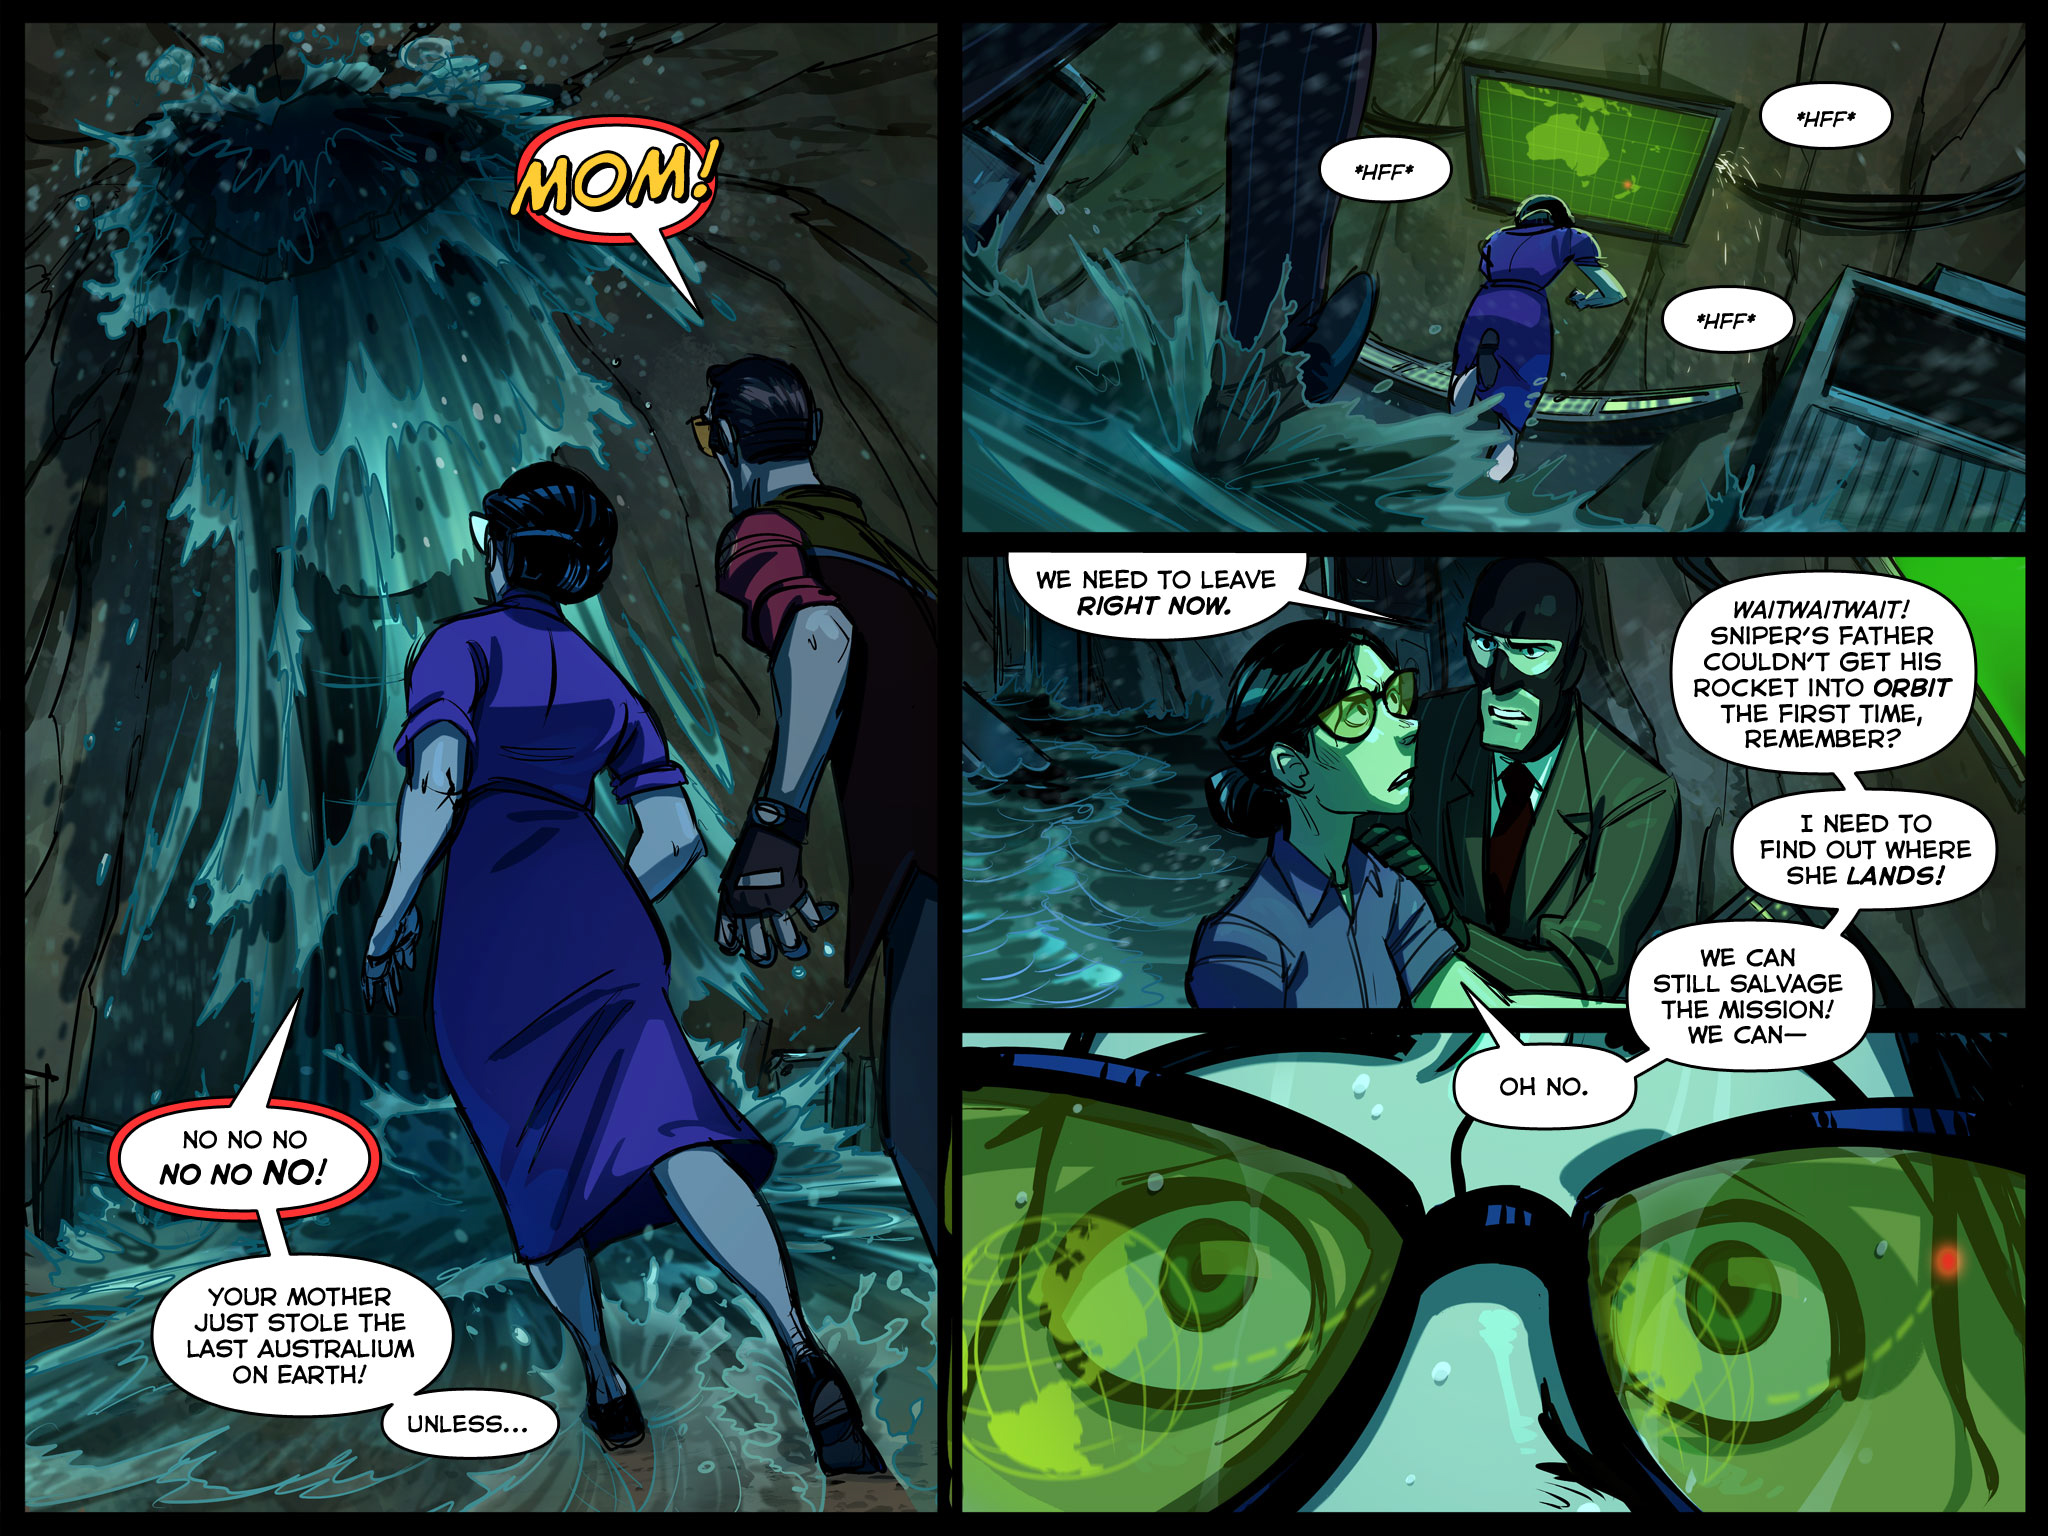 MOM!
NO NO NO
NO NO NO!
YOUR MOTHER
JUST STOLE THE
LAST AUSTRALIUM
ON EARTH!
UNLESS...
*HFF*
*HFF*
*HFF*
WE NEED TO LEAVE
RIGHT NOW.
WAITWAITWAIT!
SNIPER'S FATHER
COULDN'T GET HIS
ROCKET INTO ORBIT
THE FIRST TIME,
REMEMBER?
I NEED TO
FIND OUT WHERE
SHE LANDS!
WE CAN
STILL SALVAGE
THE MISSION!
WE CAN—
OH NO.